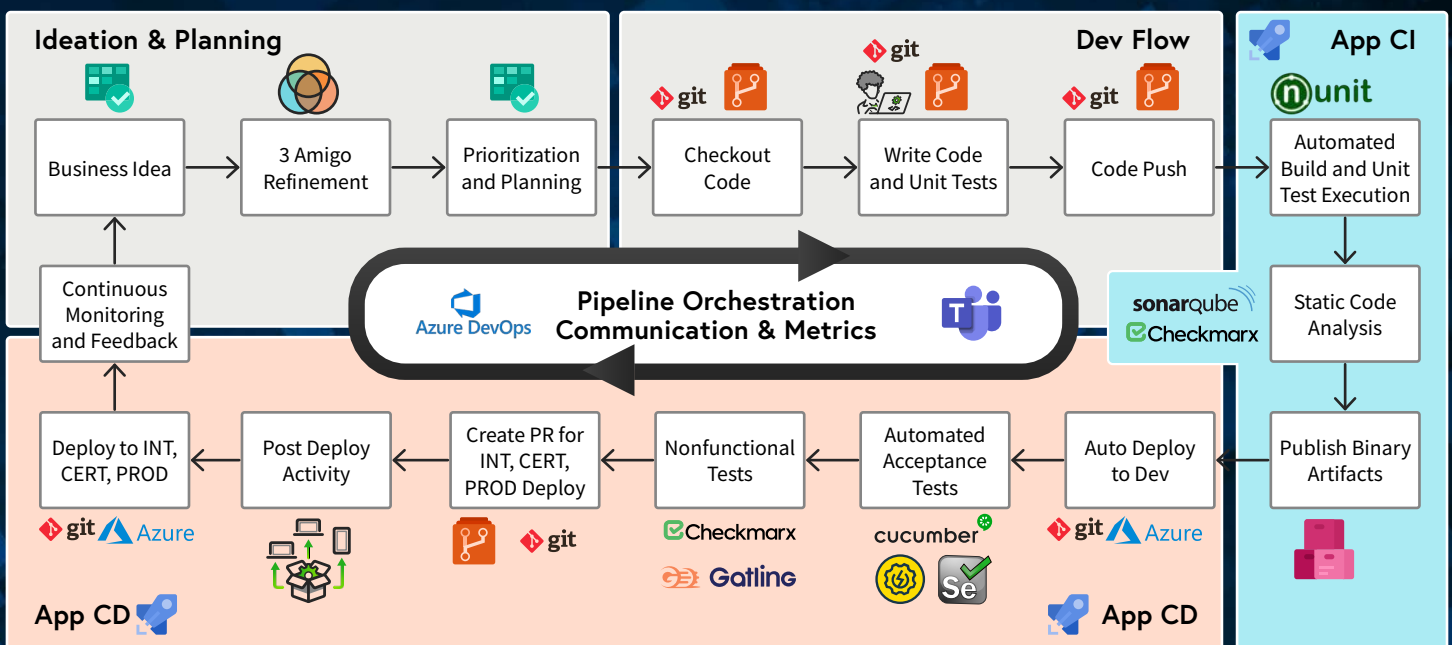 Ideation & Planning
Dev Flow
App CI
git
git
git
nunit
Business Idea
3 Amigo
Refinement
Prioritization
and Planning
Checkout
Code
Write Code
and Unit Tests
Code Push
Automated
Build and Unit
Test Execution
Continuous
Monitoring
and Feedback
Azure DevOps
Pipeline Orchestration
Communication & Metrics
T
sonarqube
Checkmarx
Static Code
Analysis
Deploy to INT,
CERT, PROD
Post Deploy
Activity
Create PR for
INT, CERT,
PROD Deploy
Nonfunctional
Tests
Automated
Acceptance
Tests
Auto Deploy
to Dev
Publish Binary
Artifacts
git Azure
git
Checkmarx
Gatling
cucumber
Se
git Azure
App CD
App CD